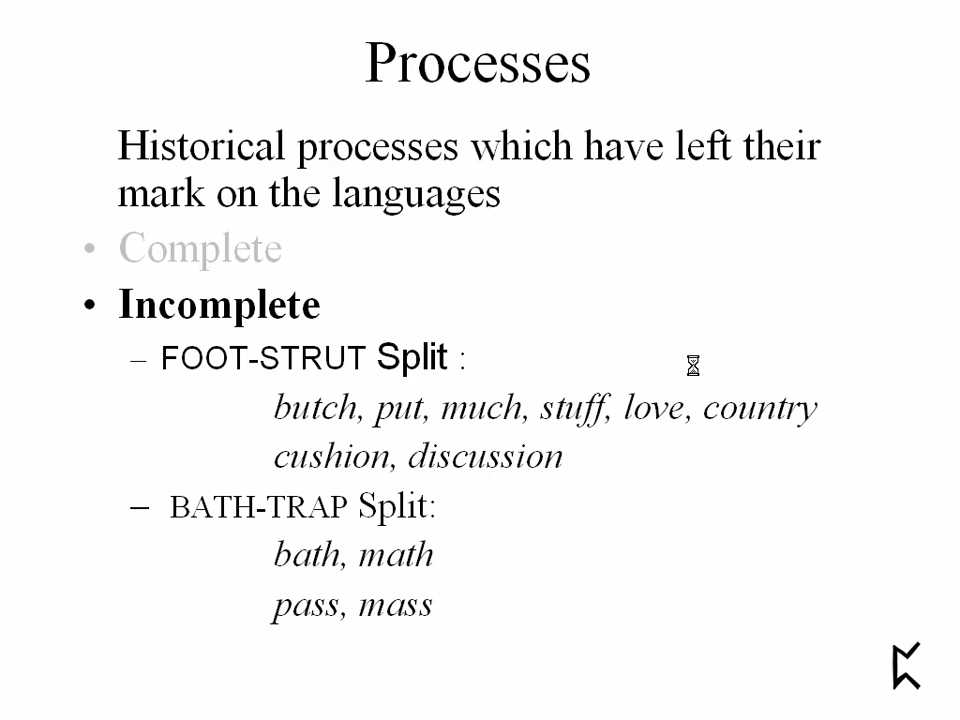 Processes
Historical processes which have left their
mark on the languages
• Complete
• Incomplete
– FOOT-STRUT Split :
butch, put, much, stuff, love, country
cushion, discussion
– BATH-TRAP Split:
bath, math
pass, mass